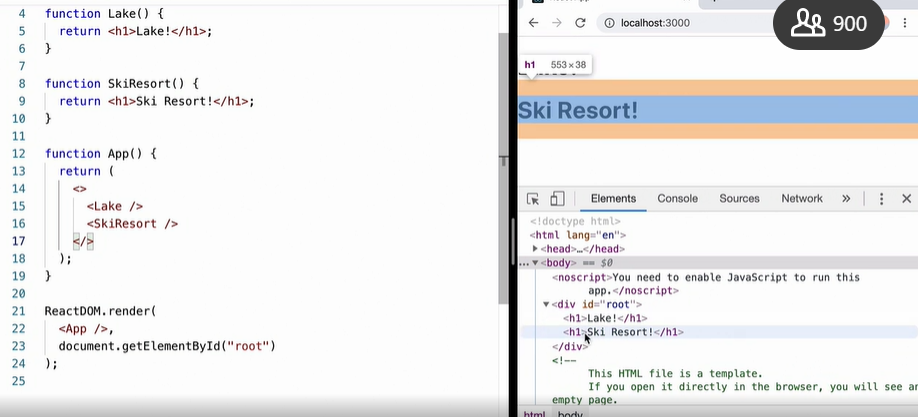 4 function Lake() {
5 return <h1>Lake!</h1>;
6 }
7
8 function SkiResort() {
9 return <h1>Ski Resort!</h1>;
10 }
11
12 function App() {
13 return (
14 <>
15 <Lake />
16 <SkiResort />
17 </>
18 );
19 }
20
21 ReactDOM.render(
22 <App />,
23 document.getElementById("root")
24 );
25
localhost:3000
900
h1 553×38
Ski Resort!
Elements Console Sources Network »
<!doctype html>
<html lang="en">
<head>…</head>
… <body> == $0
<noscript>You need to enable JavaScript to run this
app.</noscript>
<div id="root">
<h1>Lake!</h1>
<h1>Ski Resort!</h1>
</div>
<!--
This HTML file is a template.
If you open it directly in the browser, you will see an
empty page.
html body